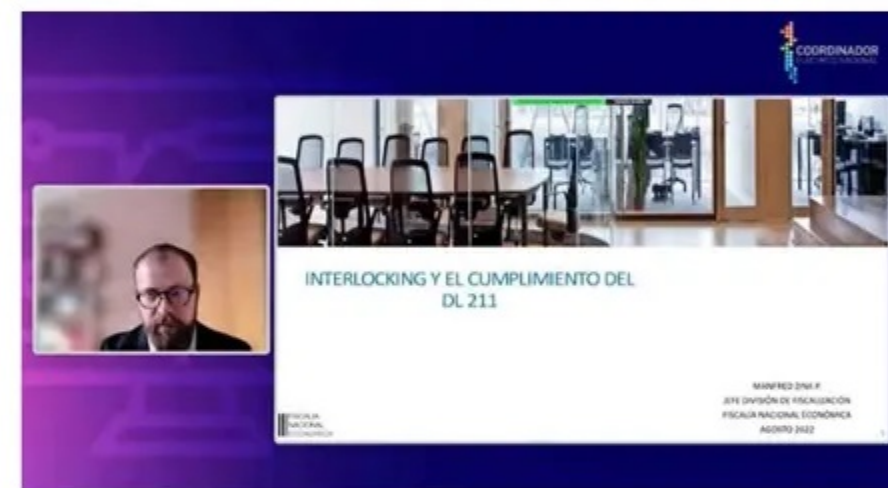 COORDINADOR
ELÉCTRICO NACIONAL
INTERLOCKING Y EL CUMPLIMIENTO DEL
DL 211
MANFRED
JEFE DIVISIÓN DE FISCALIZACIÓN
FISCALÍA NACIONAL ECONÓMICA
AGOSTO 2022
FISCALÍA
NACIONAL
ECONÓMICA